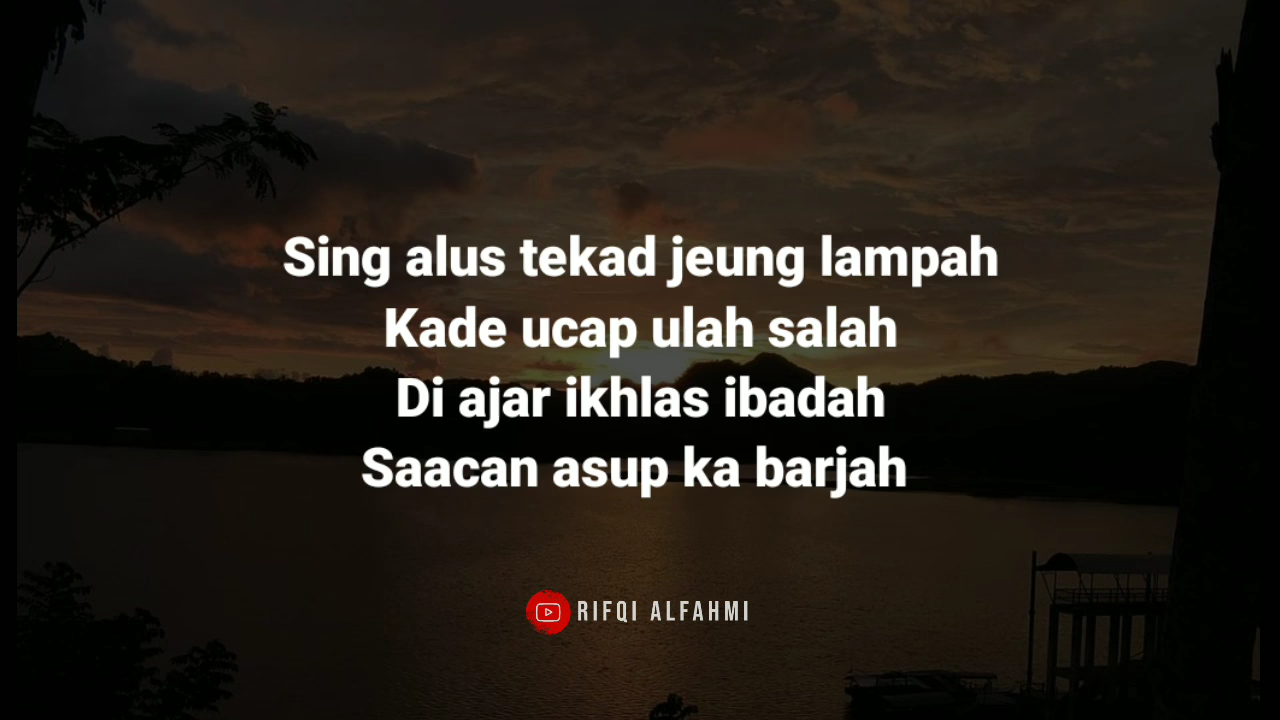 Sing alus tekad jeung lampah
Kade ucap ulah salah
Di ajar ikhlas ibadah
Saacan asup ka barjah
RIFQI ALFAHMI